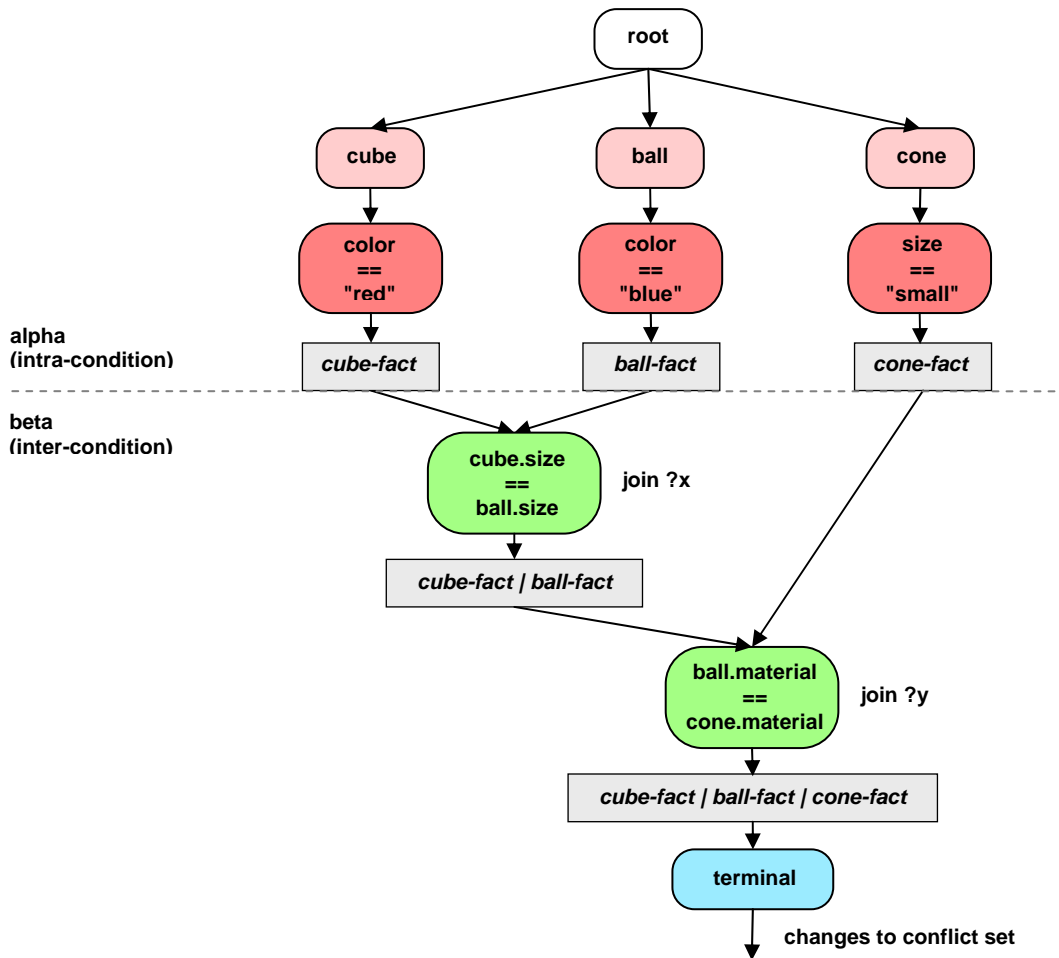 root
cube
ball
cone
color
==
"red"
color
==
"blue"
size
==
"small"
alpha
(intra-condition)
cube-fact
ball-fact
cone-fact
beta
(inter-condition)
cube.size
==
ball.size
join ?x
cube-fact | ball-fact
ball.material
==
cone.material
join ?y
cube-fact | ball-fact | cone-fact
terminal
changes to conflict set